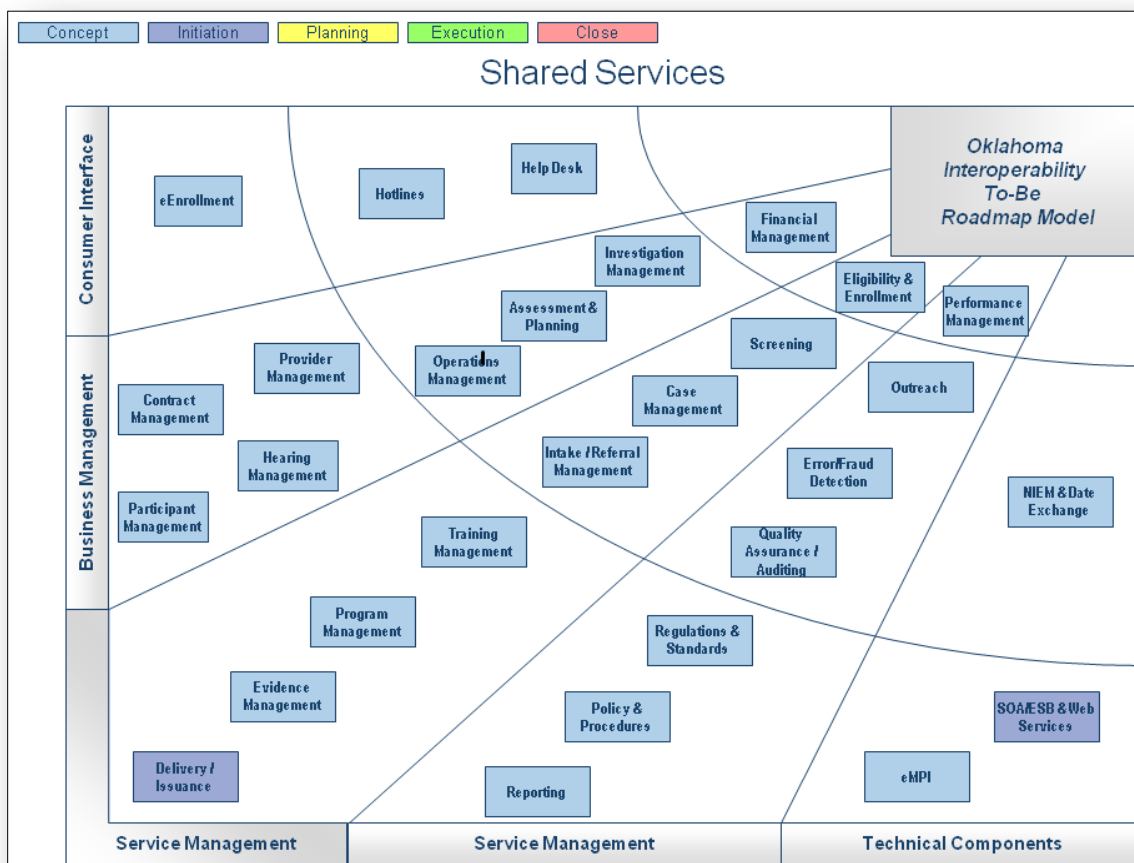 Concept
Initiation
Planning
Execution
Close
Shared Services
Oklahoma
Interoperability
To-Be
Roadmap Model
Consumer Interface
Business Management
eEnrollment
Hotlines
Help Desk
Financial
Management
Investigation
Management
Eligibility &
Enrollment
Performance
Management
Assessment &
Planning
Screening
Provider
Management
Operations
Management
Outreach
Contract
Management
Case
Management
Hearing
Management
Intake / Referral
Management
Error/Fraud
Detection
NIEM & Date
Exchange
Participant
Management
Training
Management
Quality
Assurance /
Auditing
Program
Management
Regulations &
Standards
Evidence
Management
Policy &
Procedures
SOA/ESB & Web
Services
Delivery /
Issuance
Reporting
eMPI
Service Management
Service Management
Technical Components